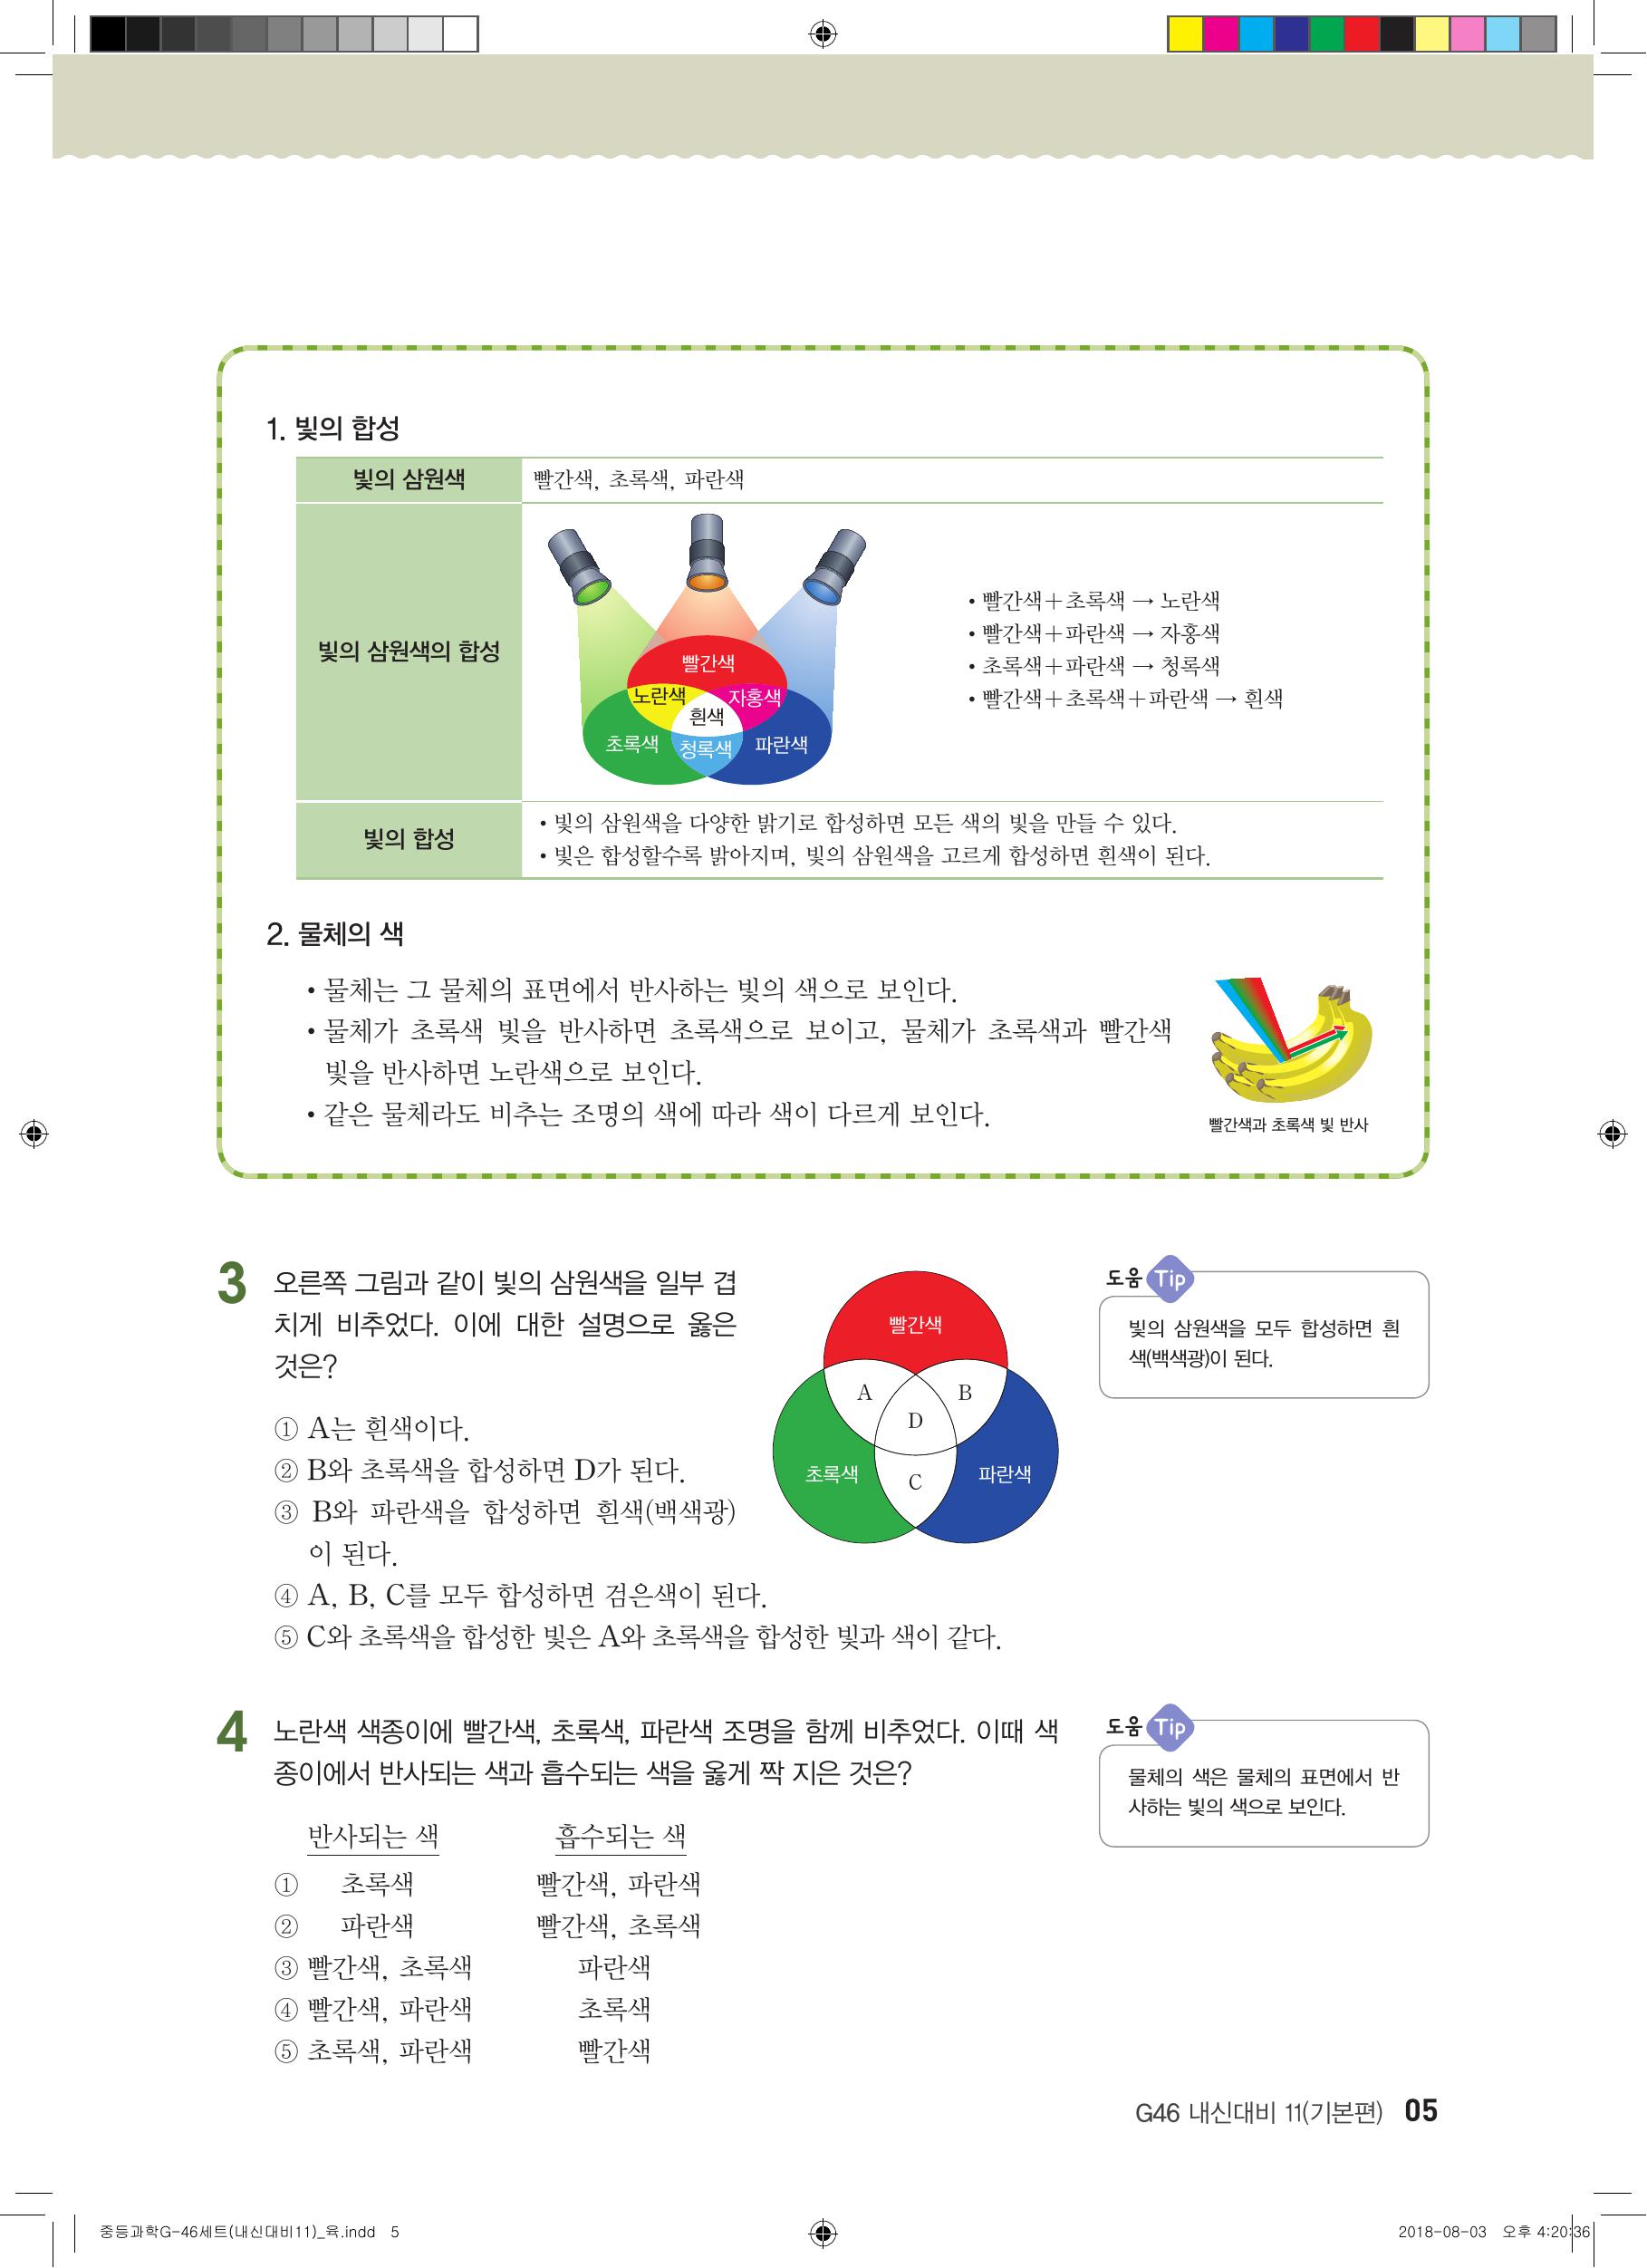 1. 빛의 합성
빛의 삼원색
빨간색, 초록색, 파란색
빛의 삼원색의 합성
빨간색
노란색
자홍색
흰색
초록색
청록색
파란색
• 빨간색+초록색 → 노란색
• 빨간색+파란색 → 자홍색
• 초록색+파란색 → 청록색
• 빨간색+초록색+파란색 → 흰색
빛의 합성
• 빛의 삼원색을 다양한 밝기로 합성하면 모든 색의 빛을 만들 수 있다.
• 빛은 합성할수록 밝아지며, 빛의 삼원색을 고르게 합성하면 흰색이 된다.
2. 물체의 색
• 물체는 그 물체의 표면에서 반사하는 빛의 색으로 보인다.
• 물체가 초록색 빛을 반사하면 초록색으로 보이고, 물체가 초록색과 빨간색
빛을 반사하면 노란색으로 보인다.
• 같은 물체라도 비추는 조명의 색에 따라 색이 다르게 보인다.
빨간색과 초록색 빛 반사
3 오른쪽 그림과 같이 빛의 삼원색을 일부 겹
치게 비추었다. 이에 대한 설명으로 옳은
것은?
① A는 흰색이다.
② B와 초록색을 합성하면 D가 된다.
③ B와 파란색을 합성하면 흰색(백색광)
이 된다.
④ A, B, C를 모두 합성하면 검은색이 된다.
⑤ C와 초록색을 합성한 빛은 A와 초록색을 합성한 빛과 색이 같다.
빨간색
A
B
D
초록색
C
파란색
도움 Tip
빛의 삼원색을 모두 합성하면 흰
색(백색광)이 된다.
4 노란색 색종이에 빨간색, 초록색, 파란색 조명을 함께 비추었다. 이때 색
종이에서 반사되는 색과 흡수되는 색을 옳게 짝 지은 것은?
반사되는 색 흡수되는 색
① 초록색 빨간색, 파란색
② 파란색 빨간색, 초록색
③ 빨간색, 초록색 파란색
④ 빨간색, 파란색 초록색
⑤ 초록색, 파란색 빨간색
도움 Tip
물체의 색은 물체의 표면에서 반
사하는 빛의 색으로 보인다.
G46 내신대비 11(기본편) 05
중등과학G-46세트(내신대비11)_육.indd 5
2018-08-03 오후 4:20:36